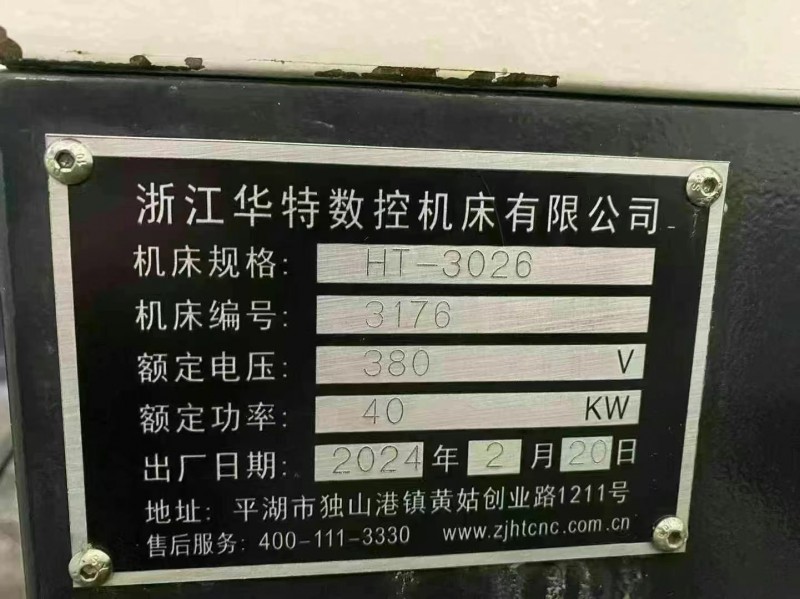 浙江华特数控机床有限公司
机床规格: HT-3026
机床编号: 3176
额定电压: 380 V
额定功率: 40 KW
出厂日期: 2024年2月20日
地址: 平湖市独山港镇黄姑创业路1211号
售后服务: 400-111-3330 www.zjhtcnc.com.cn